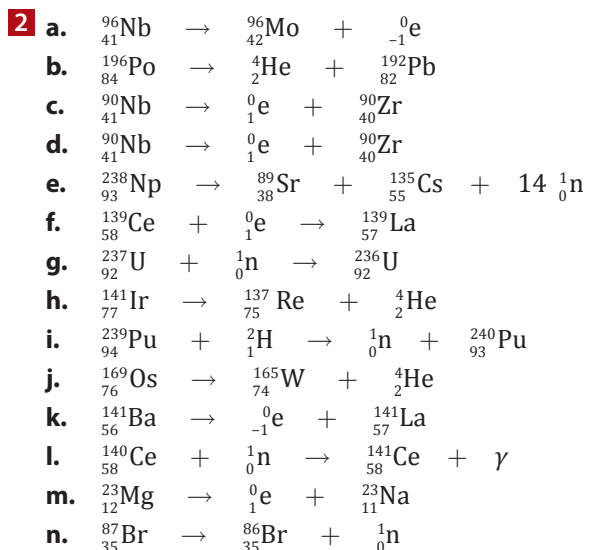 2 a. ⁹⁶₄₁Nb → ⁹⁶₄₂Mo + ⁰₋₁e
b. ¹⁹⁶₈₄Po → ⁴₂He + ¹⁹²₈₂Pb
c. ⁹⁰₄₁Nb → ⁰₁e + ⁹⁰₄₀Zr
d. ⁹⁰₄₁Nb → ⁰₁e + ⁹⁰₄₀Zr
e. ²³⁸₉₃Np → ⁸⁹₃₈Sr + ¹³⁵₅₅Cs + 14 ¹₀n
f. ¹³⁹₅₈Ce + ⁰₁e → ¹³⁹₅₇La
g. ²³⁷₉₂U + ¹₀n → ²³⁶₉₂U
h. ¹⁴¹₇₇Ir → ¹³⁷₇₅Re + ⁴₂He
i. ²³⁹₉₄Pu + ²₁H → ¹₀n + ²⁴⁰₉₃Pu
j. ¹⁶⁹₇₆Os → ¹⁶⁵₇₄W + ⁴₂He
k. ¹⁴¹₅₆Ba → ⁰₋₁e + ¹⁴¹₅₇La
l. ¹⁴⁰₅₈Ce + ¹₀n → ¹⁴¹₅₈Ce + γ
m. ²³₁₂Mg → ⁰₁e + ²³₁₁Na
n. ⁸⁷₃₅Br → ⁸⁶₃₅Br + ¹₀n